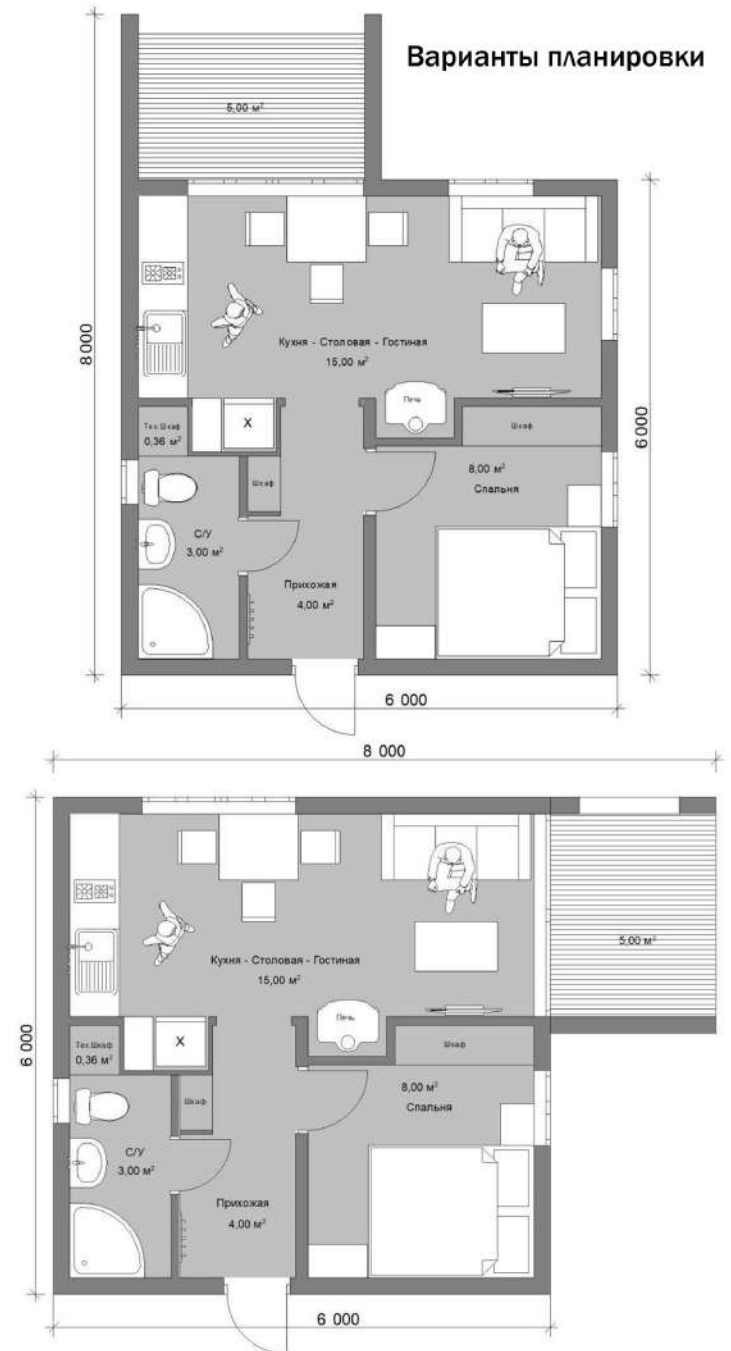 Варианты планировки
5,00 м²
8000
Кухня - Столовая - Гостиная
15,00 м²
Печь
Тех.Шкаф
0,36 м²
X
Шкаф
6000
8,00 м²
Спальня
Шкаф
С/У
3,00 м²
Прихожая
4,00 м²
6 000
8 000
5,00 м²
Кухня - Столовая - Гостиная
15,00 м²
6 000
Печь
Тех.Шкаф
0,36 м²
X
Шкаф
8,00 м²
Спальня
Шкаф
С/У
3,00 м²
Прихожая
4,00 м²
6 000